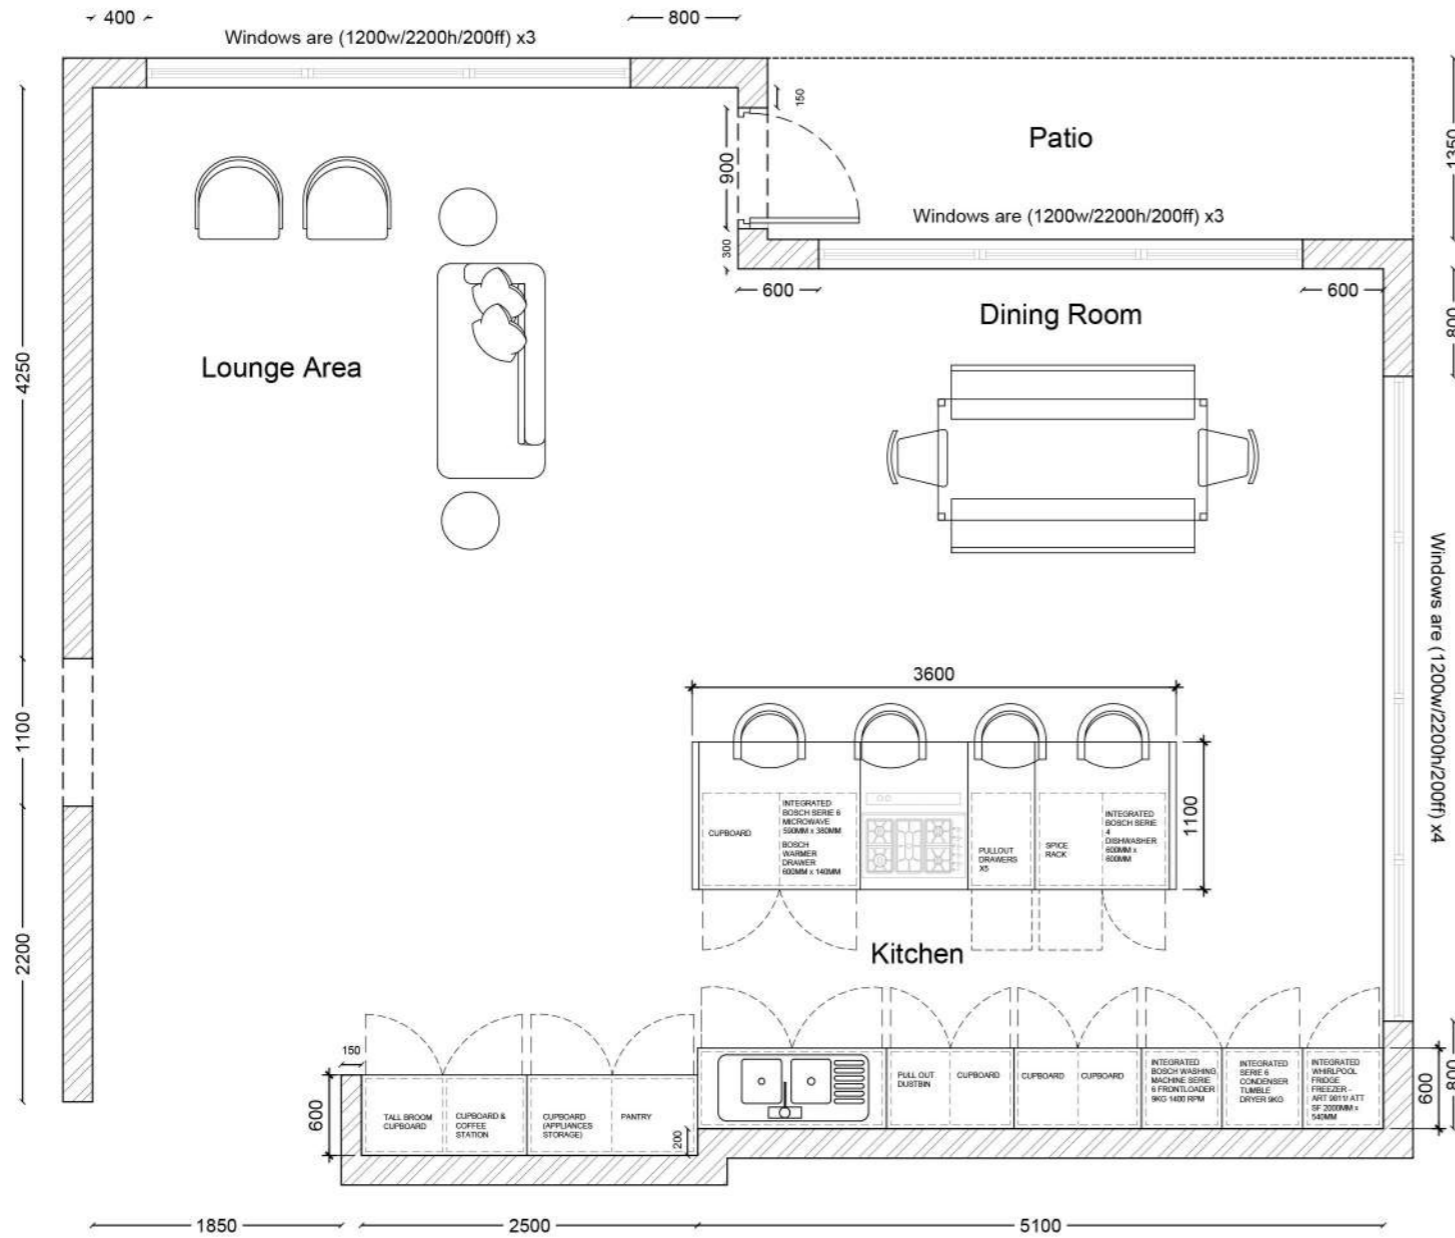 400
800
Windows are (1200w/2200h/200ff) x3
150
Patio
1350
900
Windows are (1200w/2200h/200ff) x3
300
600
600
Dining Room
800
Lounge Area
4250
Windows are (1200w/2200h/200ff) x4
3600
1100
1100
CUPBOARD
INTEGRATED
BOSCH SERIE 6
MICROWAVE
590MM x 380MM
BOSCH
WARMER
DRAWER
600MM x 140MM
PULLOUT
DRAWERS
X5
SPICE
RACK
INTEGRATED
BOSCH SERIE
4
DISHWASHER
600MM x
600MM
2200
Kitchen
150
600
TALL BROOM
CUPBOARD
CUPBOARD &
COFFEE
STATION
CUPBOARD
(APPLIANCES
STORAGE)
PANTRY
200
PULL OUT
DUSTBIN
CUPBOARD
CUPBOARD
CUPBOARD
INTEGRATED
BOSCH WASHING
MACHINE SERIE
6 FRONTLOADER
9KG 1400 RPM
INTEGRATED
SERIE 6
CONDENSER
TUMBLE
DRYER 9KG
INTEGRATED
WHIRLPOOL
FRIDGE
FREEZER -
ART 9811/ ATT
SF 2000MM x
540MM
600
800
1850
2500
5100